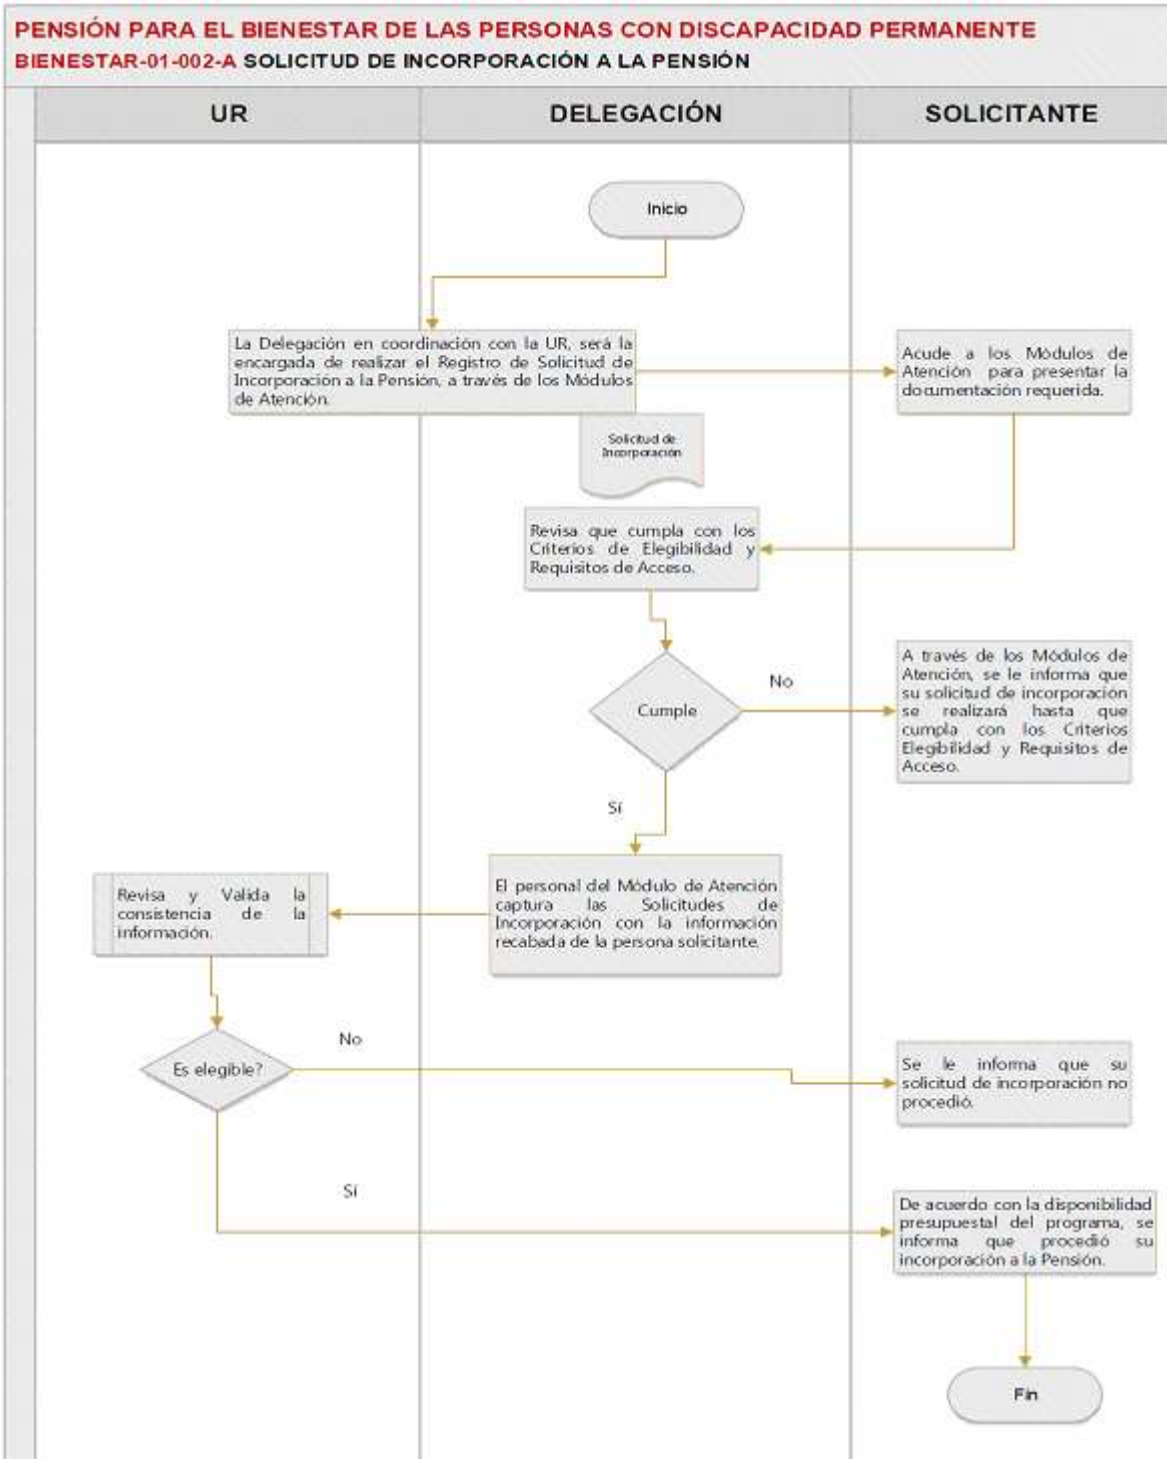 PENSIÓN PARA EL BIENESTAR DE LAS PERSONAS CON DISCAPACIDAD PERMANENTE
BIENESTAR-01-002-A SOLICITUD DE INCORPORACIÓN A LA PENSIÓN
UR
DELEGACIÓN
SOLICITANTE
Inicio
La Delegación en coordinación con la UR, será la
encargada de realizar el Registro de Solicitud de
Incorporación a la Pensión, a través de los Módulos
de Atención.
Acude a los Módulos de
Atención para presentar la
documentación requerida.
Solicitud de
Incorporación
Revisa que cumpla con los
Criterios de Elegibilidad y
Requisitos de Acceso.
Cumple
No
A través de los Módulos de
Atención, se le informa que
su solicitud de incorporación
se realizará hasta que
cumpla con los Criterios
Elegibilidad y Requisitos de
Acceso.
Sí
El personal del Módulo de Atención
captura las Solicitudes de
Incorporación con la información
recabada de la persona solicitante.
Revisa y Valida la
consistencia de la
información.
Es elegible?
No
Se le informa que su
solicitud de incorporación no
procedió.
Sí
De acuerdo con la disponibilidad
presupuestal del programa, se
informa que procedió su
incorporación a la Pensión.
Fin